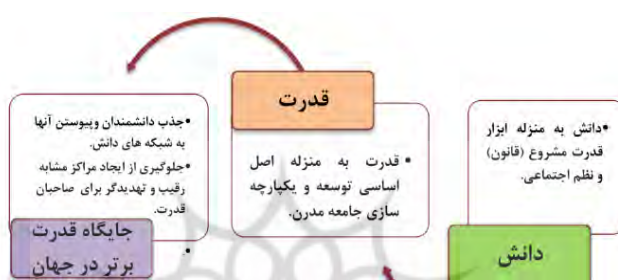 •دانش به منزله ابزار
قدرت مشروع (قانون)
و نظم اجتماعی.
دانش
قدرت
• قدرت به منزله اصل
اساسی توسعه و یکپارچه
سازی جامعه مدرن.
•جذب دانشمندان وپیوستن آنها
به شبکه های دانش.
•جلوگیری از ایجاد مراکز مشابه
رقیب و تهدیدگر برای صاحبان
قدرت.
•
جایگاه قدرت
برتر در جهان